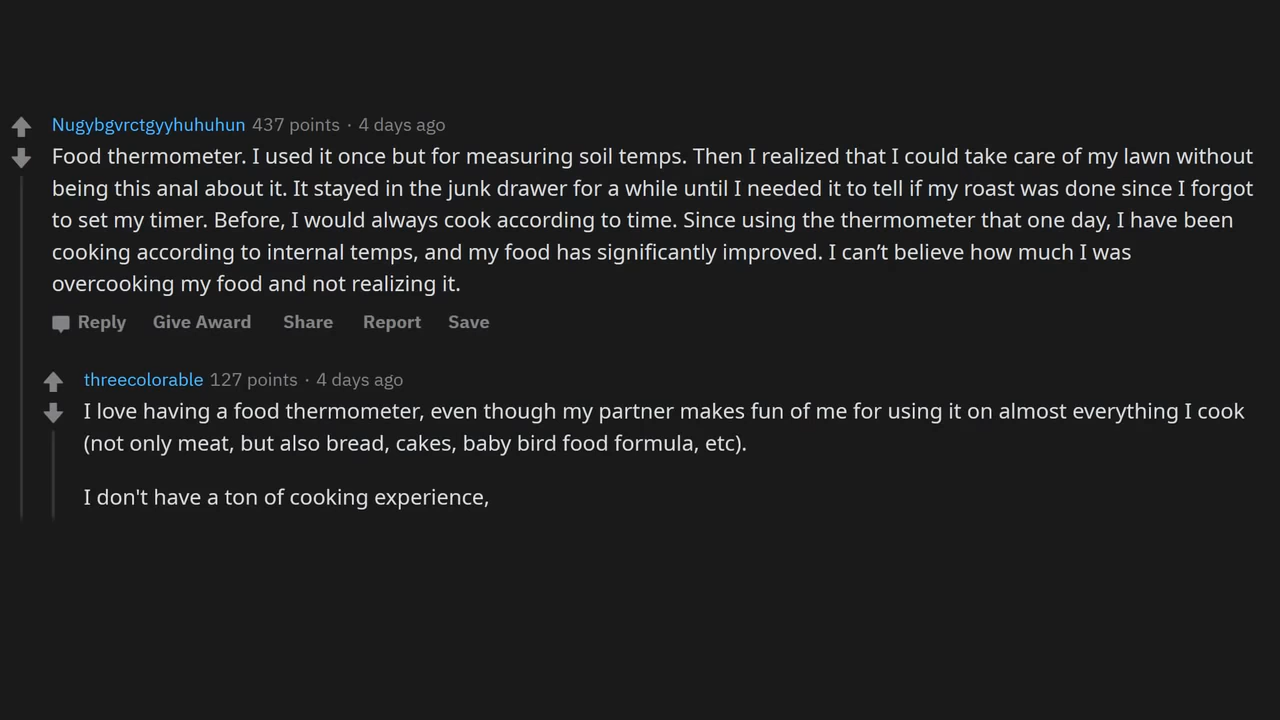 Nugybgvrctgyyhuhuhun 437 points · 4 days ago
Food thermometer. I used it once but for measuring soil temps. Then I realized that I could take care of my lawn without
being this anal about it. It stayed in the junk drawer for a while until I needed it to tell if my roast was done since I forgot
to set my timer. Before, I would always cook according to time. Since using the thermometer that one day, I have been
cooking according to internal temps, and my food has significantly improved. I can’t believe how much I was
overcooking my food and not realizing it.
Reply Give Award Share Report Save
threecolorable 127 points · 4 days ago
I love having a food thermometer, even though my partner makes fun of me for using it on almost everything I cook
(not only meat, but also bread, cakes, baby bird food formula, etc).
I don't have a ton of cooking experience,